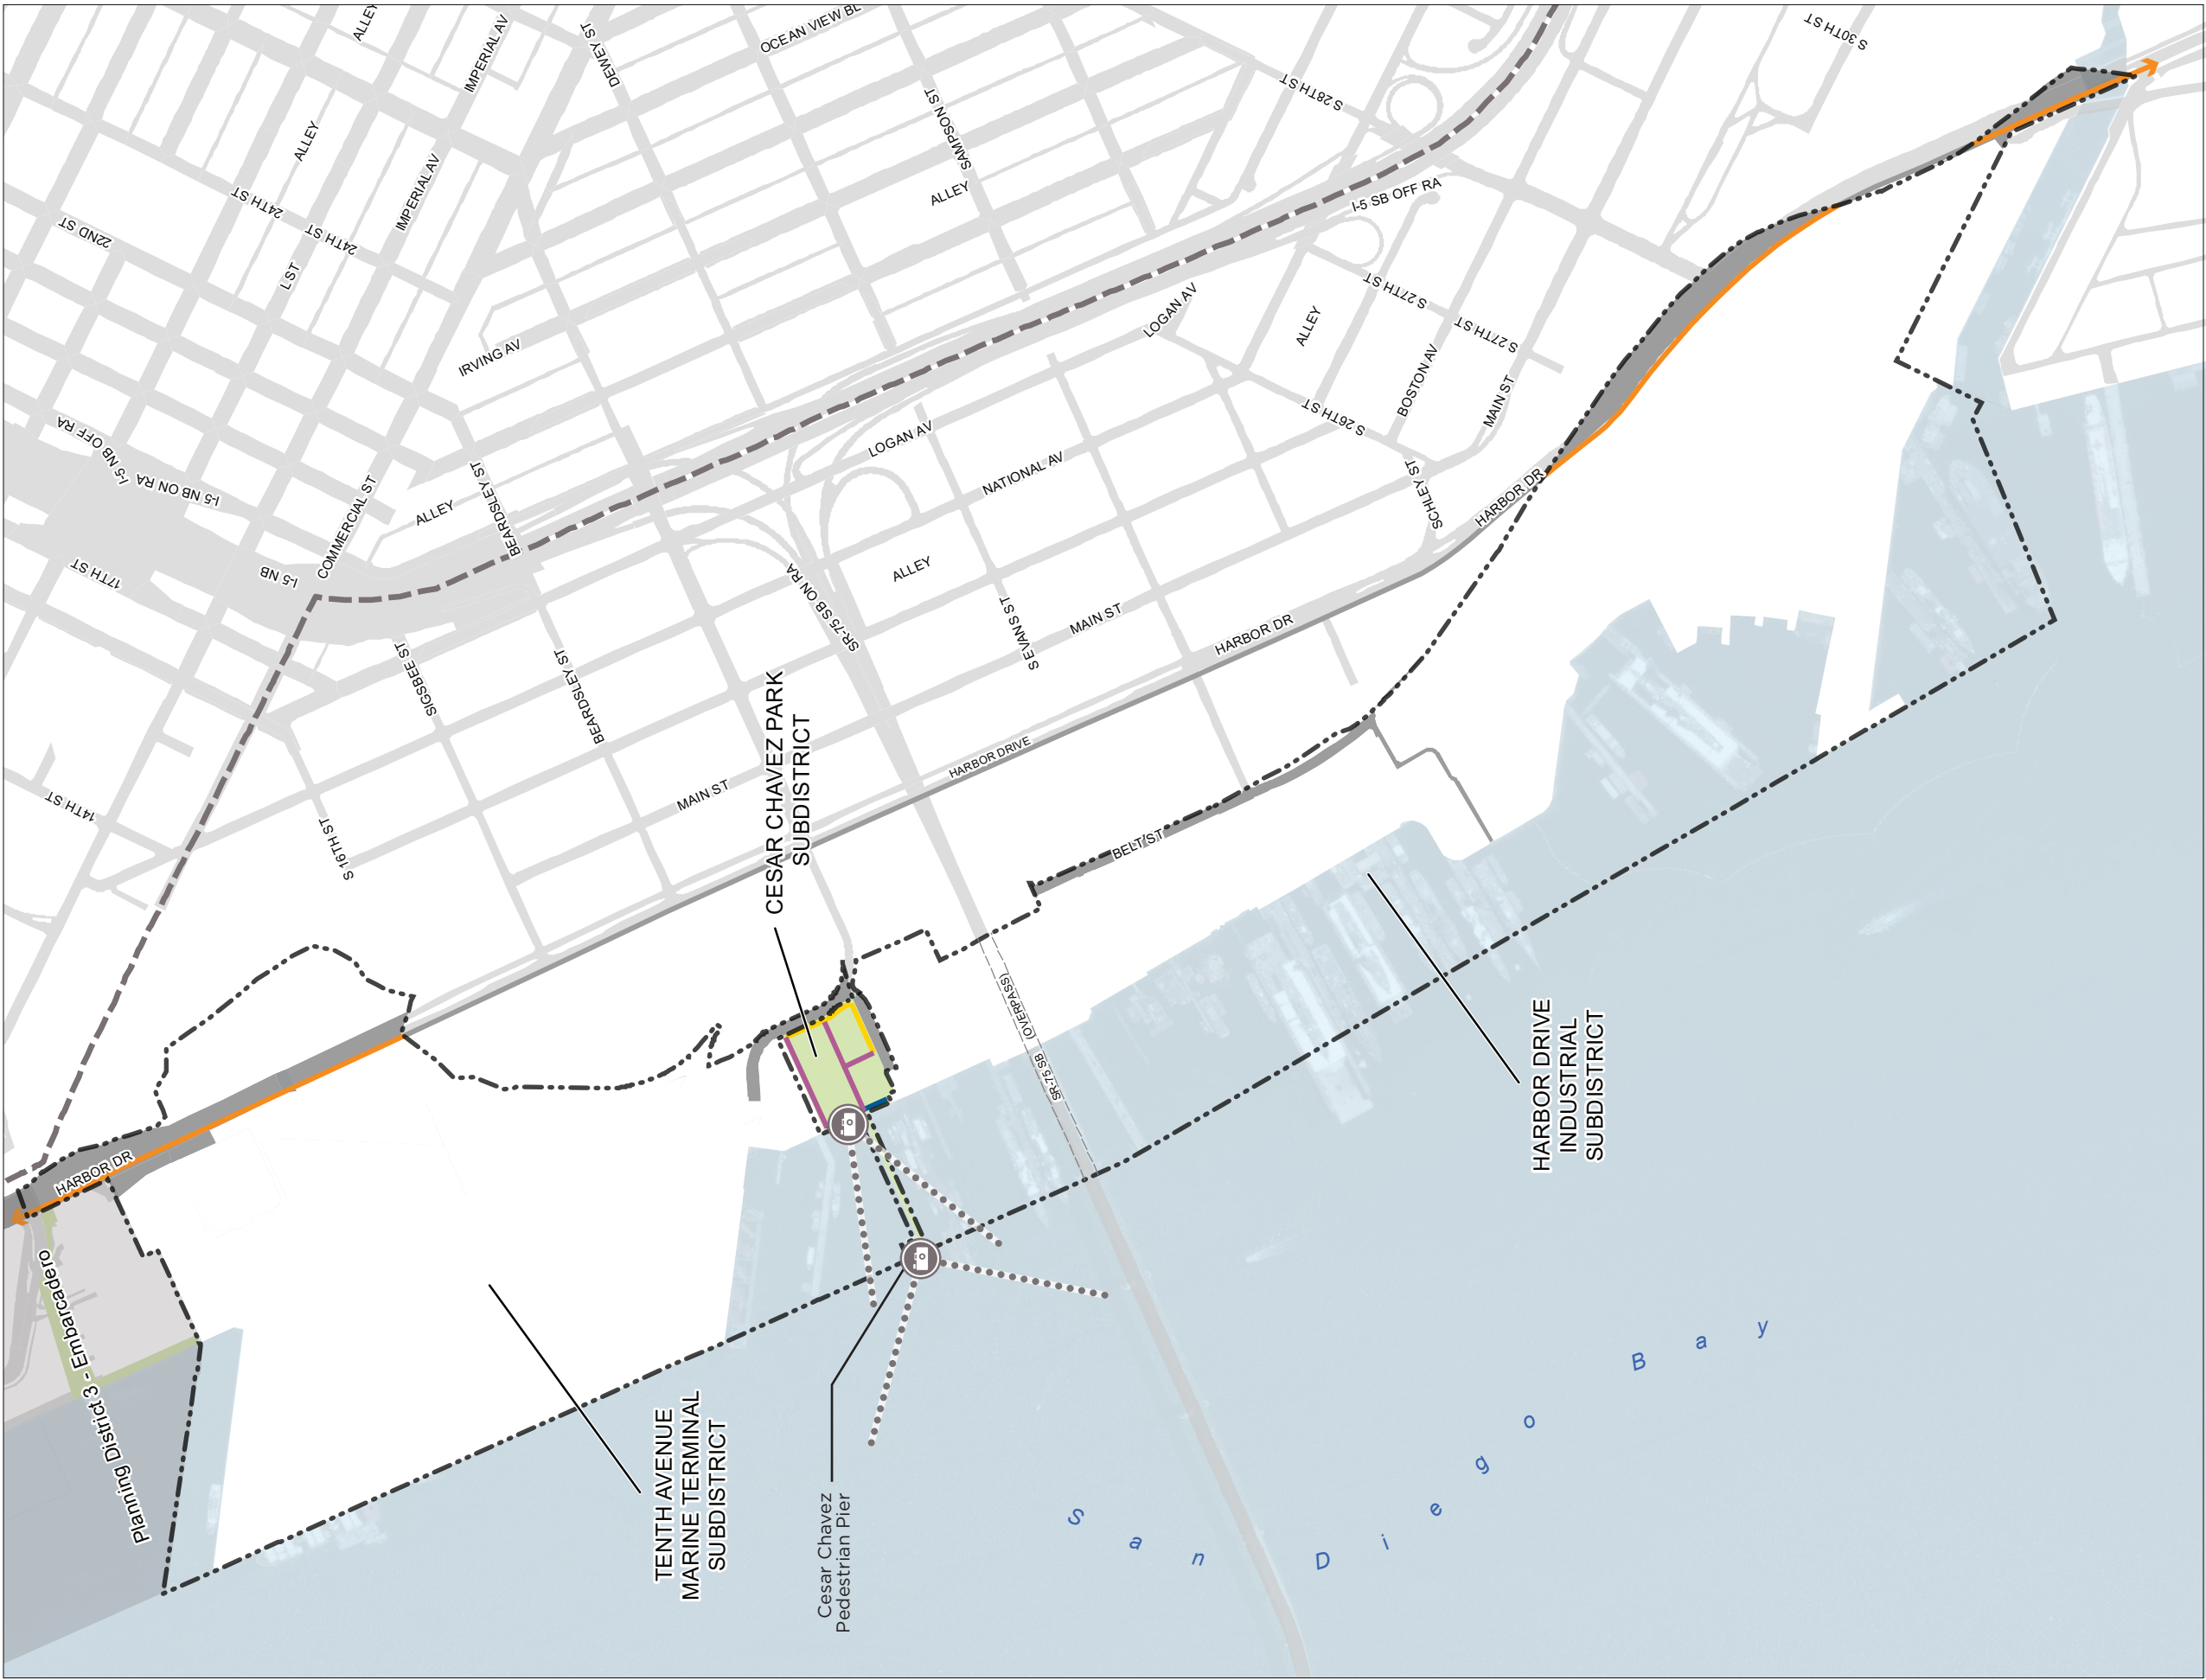 ALLEY
IMPERIAL AV
DEWEY ST
OCEAN VIEW BL
S 30TH ST
ALLEY
24TH ST
IMPERIAL AV
SAMPSON ST
S 28TH ST
22ND ST
24TH ST
L ST
ALLEY
I-5 SB OFF RA
IRVING AV
LOGAN AV
S 27TH ST
ALLEY
S 27TH ST
I-5 NB OFF RA
I-5 NB ON RA
COMMERCIAL ST
ALLEY
BEARDSLEY ST
LOGAN AV
NATIONAL AV
S 26TH ST
BOSTON AV
MAIN ST
SCHLEY ST
HARBOR DR
17TH ST
I-5 NB
SIGSBEE ST
BEARDSLEY ST
SR-75 SB ON RA
ALLEY
S EVANS ST
MAIN ST
HARBOR DR
14TH ST
S 16TH ST
MAIN ST
HARBOR DRIVE
BELT ST
CESAR CHAVEZ PARK
SUBDISTRICT
SR-75 SB (OVERPASS)
HARBOR DR
Planning District 3 - Embarcadero
HARBOR DRIVE
INDUSTRIAL
SUBDISTRICT
TENTH AVENUE
MARINE TERMINAL
SUBDISTRICT
Cesar Chavez
Pedestrian Pier
San Diego Bay